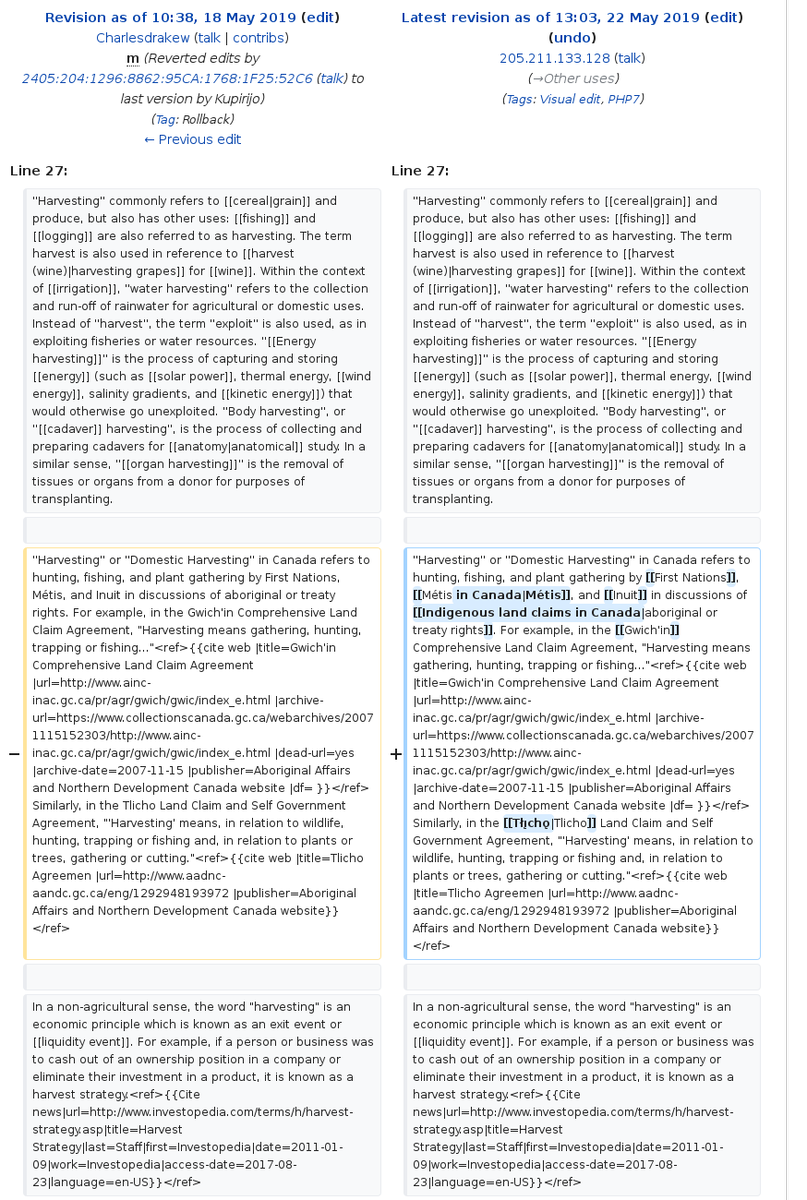 Revision as of 10:38, 18 May 2019 (edit)
Charlesdrakew (talk | contribs)
m (Reverted edits by
2405:204:1296:8862:95CA:1768:1F25:52C6 (talk) to
last version by Kupirijo)
(Tag: Rollback)
← Previous edit
Latest revision as of 13:03, 22 May 2019 (edit)
(undo)
205.211.133.128 (talk)
(→Other uses)
(Tags: Visual edit, PHP7)
Line 27:
"Harvesting" commonly refers to [[cereal|grain]] and
produce, but also has other uses: [[fishing]] and
[[logging]] are also referred to as harvesting. The term
harvest is also used in reference to [[harvest
(wine)|harvesting grapes]] for [[wine]]. Within the context
of [[irrigation]], "water harvesting" refers to the collection
and run-off of rainwater for agricultural or domestic uses.
Instead of "harvest", the term "exploit" is also used, as in
exploiting fisheries or water resources. "[[Energy
harvesting]]" is the process of capturing and storing
[[energy]] (such as [[solar power]], thermal energy, [[wind
energy]], salinity gradients, and [[kinetic energy]]) that
would otherwise go unexploited. "Body harvesting", or
"[[cadaver]] harvesting", is the process of collecting and
preparing cadavers for [[anatomy|anatomical]] study. In a
similar sense, "[[organ harvesting]]" is the removal of
tissues or organs from a donor for purposes of
transplanting.
−
"Harvesting" or "Domestic Harvesting" in Canada refers to
hunting, fishing, and plant gathering by First Nations,
Métis, and Inuit in discussions of aboriginal or treaty
rights. For example, in the Gwich'in Comprehensive Land
Claim Agreement, "Harvesting means gathering, hunting,
trapping or fishing..."<ref>{{cite web |title=Gwich'in
Comprehensive Land Claim Agreement
|url=http://www.ainc-
inac.gc.ca/pr/agr/gwich/gwic/index_e.html |archive-
url=https://www.collectionscanada.gc.ca/webarchives/2007
1115152303/http://www.ainc-
inac.gc.ca/pr/agr/gwich/gwic/index_e.html |dead-url=yes
|archive-date=2007-11-15 |publisher=Aboriginal Affairs
and Northern Development Canada website |df= }}</ref>
Similarly, in the Tlicho Land Claim and Self Government
Agreement, "'Harvesting' means, in relation to wildlife,
hunting, trapping or fishing and, in relation to plants or
trees, gathering or cutting."<ref>{{cite web |title=Tlicho
Agreemen |url=http://www.aadnc-
aandc.gc.ca/eng/1292948193972 |publisher=Aboriginal
Affairs and Northern Development Canada website}}
</ref>
In a non-agricultural sense, the word "harvesting" is an
economic principle which is known as an exit event or
[[liquidity event]]. For example, if a person or business was
to cash out of an ownership position in a company or
eliminate their investment in a product, it is known as a
harvest strategy.<ref>{{Cite
news|url=http://www.investopedia.com/terms/h/harvest-
strategy.asp|title=Harvest
Strategy|last=Staff|first=Investopedia|date=2011-01-
09|work=Investopedia|access-date=2017-08-
23|language=en-US}}</ref>
Line 27:
"Harvesting" commonly refers to [[cereal|grain]] and
produce, but also has other uses: [[fishing]] and
[[logging]] are also referred to as harvesting. The term
harvest is also used in reference to [[harvest
(wine)|harvesting grapes]] for [[wine]]. Within the context
of [[irrigation]], "water harvesting" refers to the collection
and run-off of rainwater for agricultural or domestic uses.
Instead of "harvest", the term "exploit" is also used, as in
exploiting fisheries or water resources. "[[Energy
harvesting]]" is the process of capturing and storing
[[energy]] (such as [[solar power]], thermal energy, [[wind
energy]], salinity gradients, and [[kinetic energy]]) that
would otherwise go unexploited. "Body harvesting", or
"[[cadaver]] harvesting", is the process of collecting and
preparing cadavers for [[anatomy|anatomical]] study. In a
similar sense, "[[organ harvesting]]" is the removal of
tissues or organs from a donor for purposes of
transplanting.
+
"Harvesting" or "Domestic Harvesting" in Canada refers to
hunting, fishing, and plant gathering by [[First Nations]],
[[Métis in Canada|Métis]], and [[Inuit]] in discussions of
[[Indigenous land claims in Canada|aboriginal or
treaty rights]]. For example, in the [[Gwich'in]]
Comprehensive Land Claim Agreement, "Harvesting means
gathering, hunting, trapping or fishing..."<ref>{{cite web
|title=Gwich'in Comprehensive Land Claim Agreement
|url=http://www.ainc-
inac.gc.ca/pr/agr/gwich/gwic/index_e.html |archive-
url=https://www.collectionscanada.gc.ca/webarchives/2007
1115152303/http://www.ainc-
inac.gc.ca/pr/agr/gwich/gwic/index_e.html |dead-url=yes
|archive-date=2007-11-15 |publisher=Aboriginal Affairs
and Northern Development Canada website |df= }}</ref>
Similarly, in the [[Tłı̨chǫ|Tlicho]] Land Claim and Self
Government Agreement, "'Harvesting' means, in relation to
wildlife, hunting, trapping or fishing and, in relation to
plants or trees, gathering or cutting."<ref>{{cite web
|title=Tlicho Agreemen |url=http://www.aadnc-
aandc.gc.ca/eng/1292948193972 |publisher=Aboriginal
Affairs and Northern Development Canada website}}
</ref>
In a non-agricultural sense, the word "harvesting" is an
economic principle which is known as an exit event or
[[liquidity event]]. For example, if a person or business was
to cash out of an ownership position in a company or
eliminate their investment in a product, it is known as a
harvest strategy.<ref>{{Cite
news|url=http://www.investopedia.com/terms/h/harvest-
strategy.asp|title=Harvest
Strategy|last=Staff|first=Investopedia|date=2011-01-
09|work=Investopedia|access-date=2017-08-
23|language=en-US}}</ref>